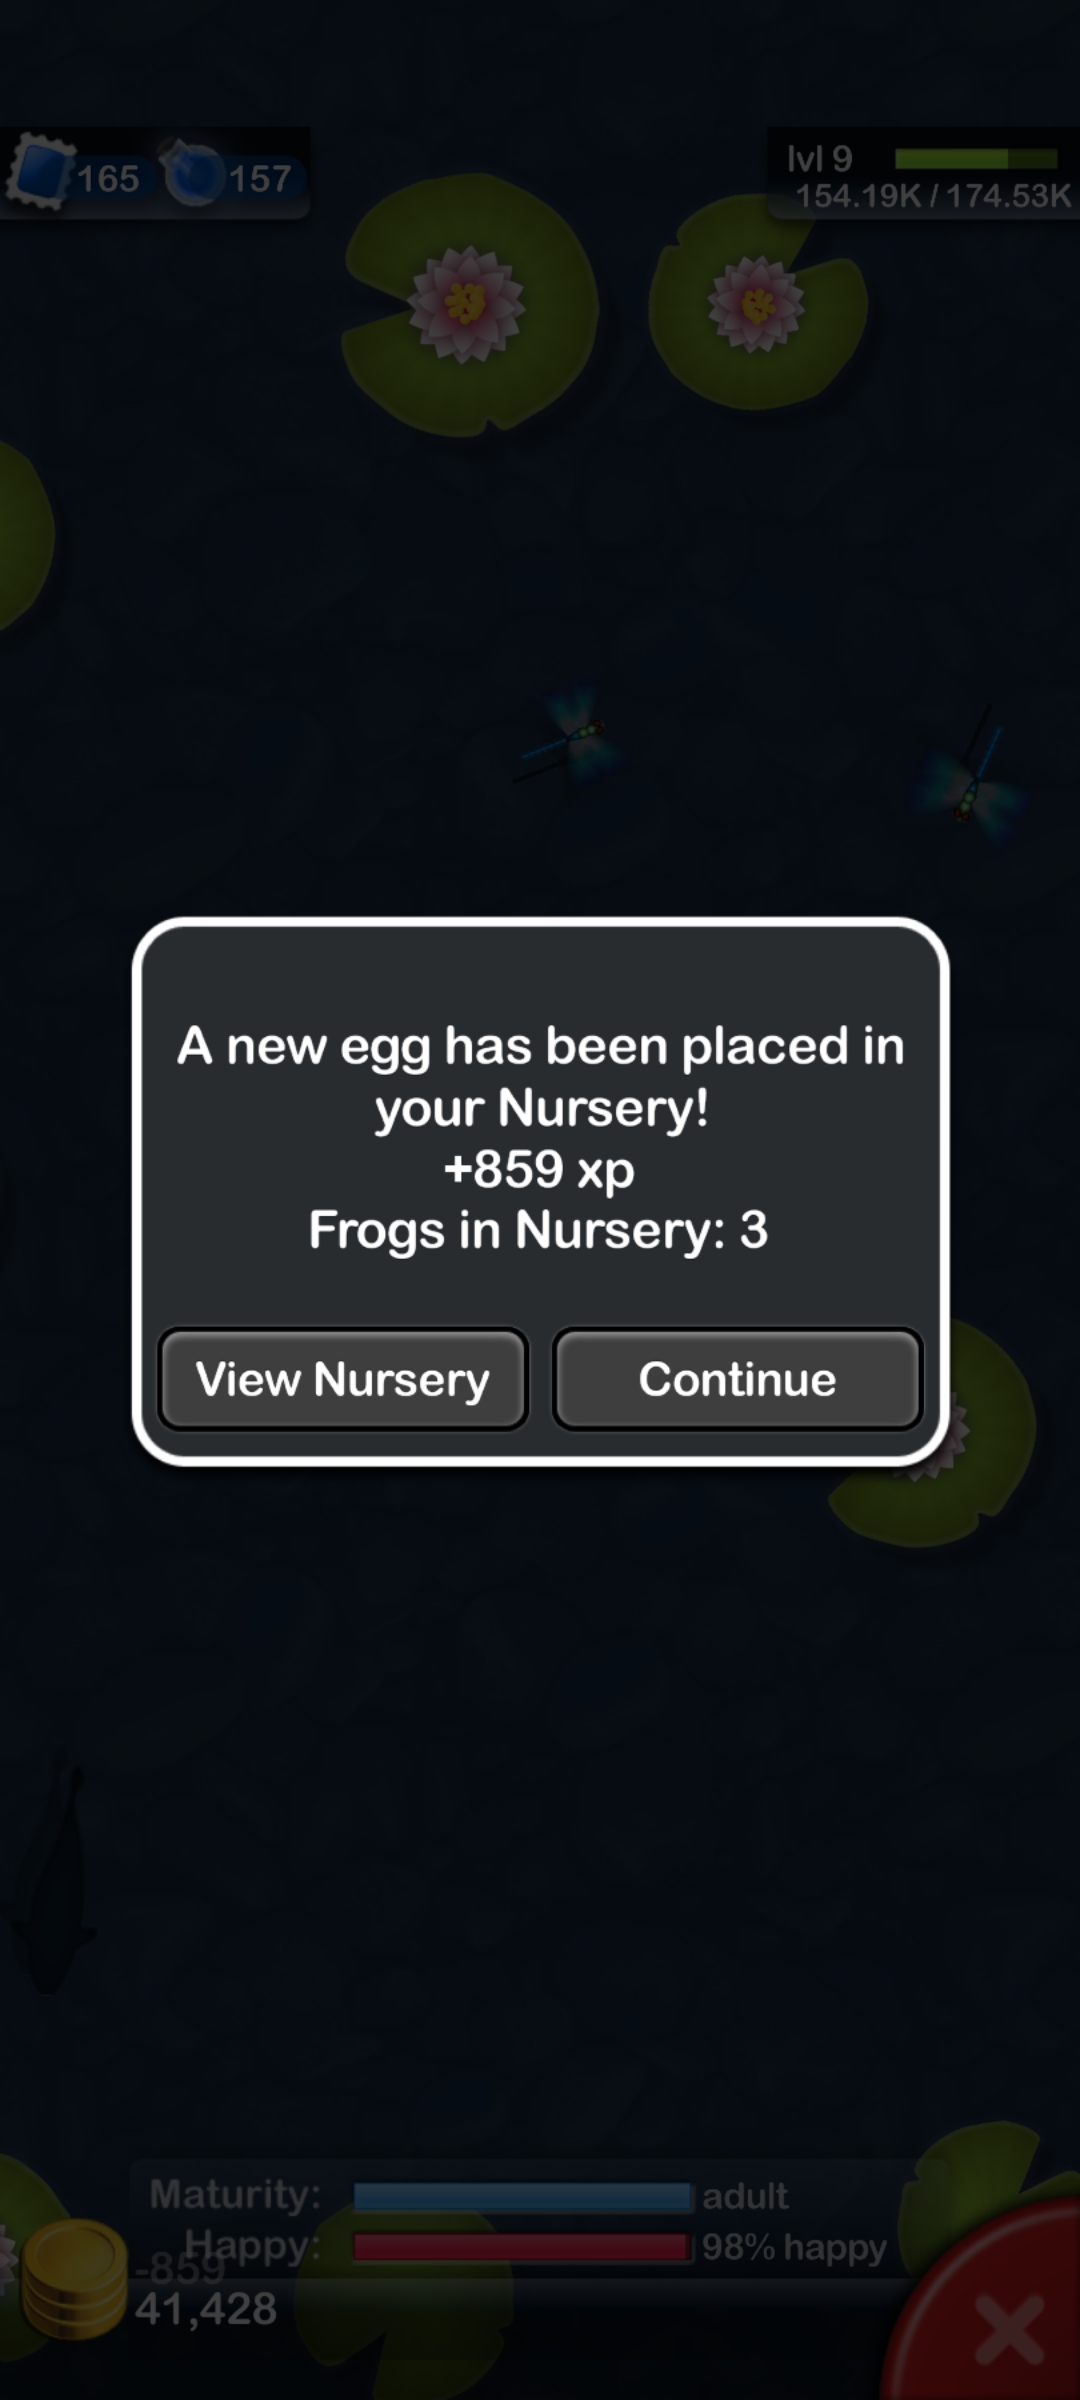 165
157
lvl 9
154.19K / 174.53K
A new egg has been placed in
your Nursery!
+859 xp
Frogs in Nursery: 3
View Nursery
Continue
Maturity:
adult
Happy:
98% happy
-859
41,428